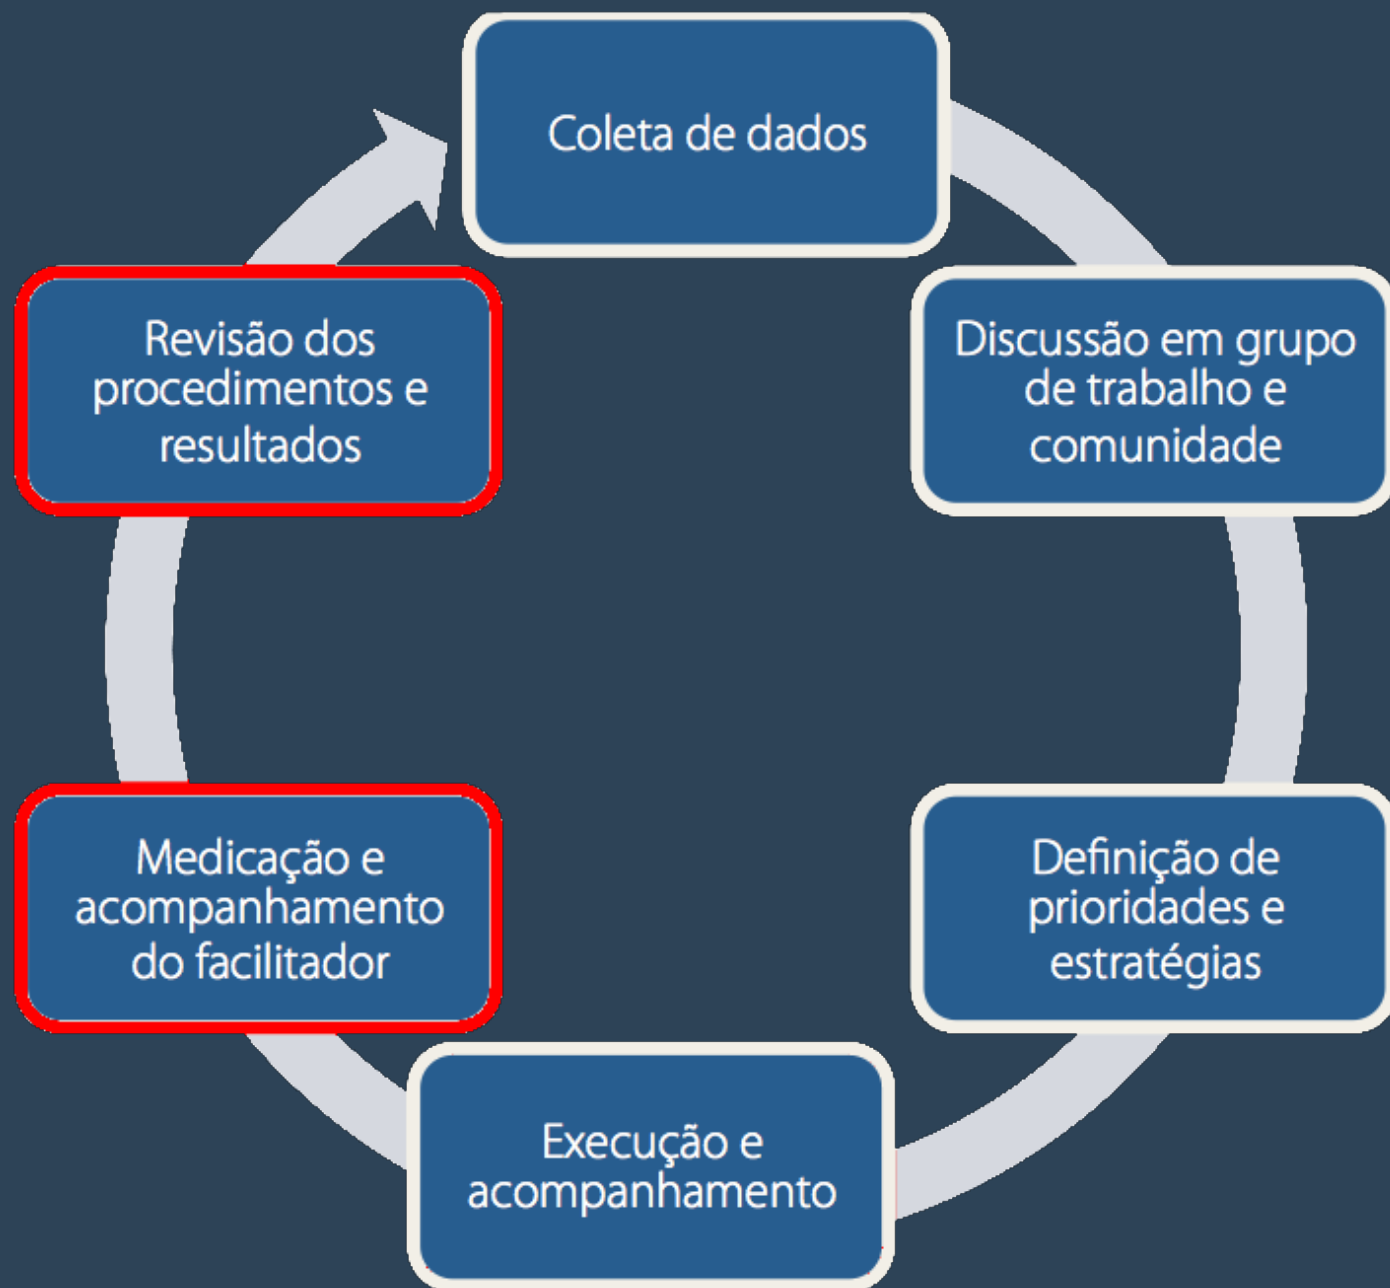 Coleta de dados
Discussão em grupo
de trabalho e
comunidade
Definição de
prioridades e
estratégias
Execução e
acompanhamento
Medicação e
acompanhamento
do facilitador
Revisão dos
procedimentos e
resultados